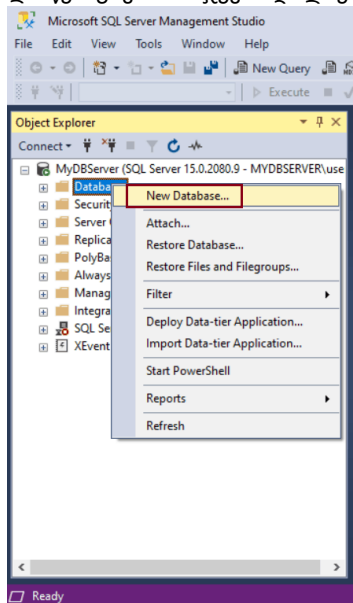 Microsoft SQL Server Management Studio
File Edit View Tools Window Help
New Query
Execute
Object Explorer
Connect
MyDBServer (SQL Server 15.0.2080.9 - MYDBSERVER\use
Databa
New Database...
Securit
Attach...
Server
Restore Database...
Replica
Restore Files and Filegroups...
PolyBa
Always
Filter
Manag
Integra
Deploy Data-tier Application...
SQL Se
Import Data-tier Application...
XEvent
Start PowerShell
Reports
Refresh
Ready